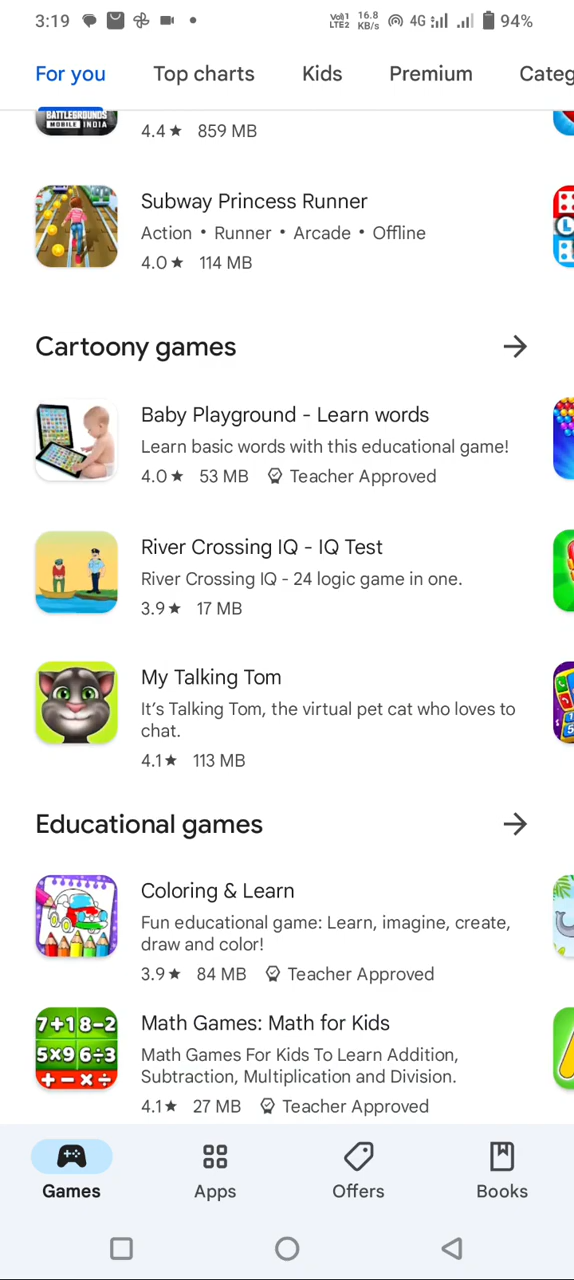 3:19
Vo)) 1 LTE2 16.8 KB/s 4G 94%
For you Top charts Kids Premium Categ
BATTLEGROUNDS
MOBILE INDIA
4.4★ 859 MB
Subway Princess Runner
Action • Runner • Arcade • Offline
4.0★ 114 MB
Cartoony games
Baby Playground - Learn words
Learn basic words with this educational game!
4.0★ 53 MB Teacher Approved
River Crossing IQ - IQ Test
River Crossing IQ - 24 logic game in one.
3.9★ 17 MB
My Talking Tom
It's Talking Tom, the virtual pet cat who loves to
chat.
4.1★ 113 MB
Educational games
Coloring & Learn
Fun educational game: Learn, imagine, create,
draw and color!
3.9★ 84 MB Teacher Approved
7+1 8−2
5×9 6÷3
+ − × ÷
Math Games: Math for Kids
Math Games For Kids To Learn Addition,
Subtraction, Multiplication and Division.
4.1★ 27 MB Teacher Approved
Games Apps Offers Books